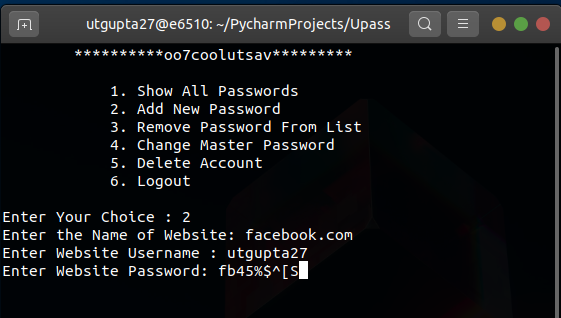 utgupta27@e6510: ~/PycharmProjects/Upass
**********oo7coolutsav*********
1. Show All Passwords
2. Add New Password
3. Remove Password From List
4. Change Master Password
5. Delete Account
6. Logout
Enter Your Choice : 2
Enter the Name of Website: facebook.com
Enter Website Username : utgupta27
Enter Website Password: fb45%$^[S